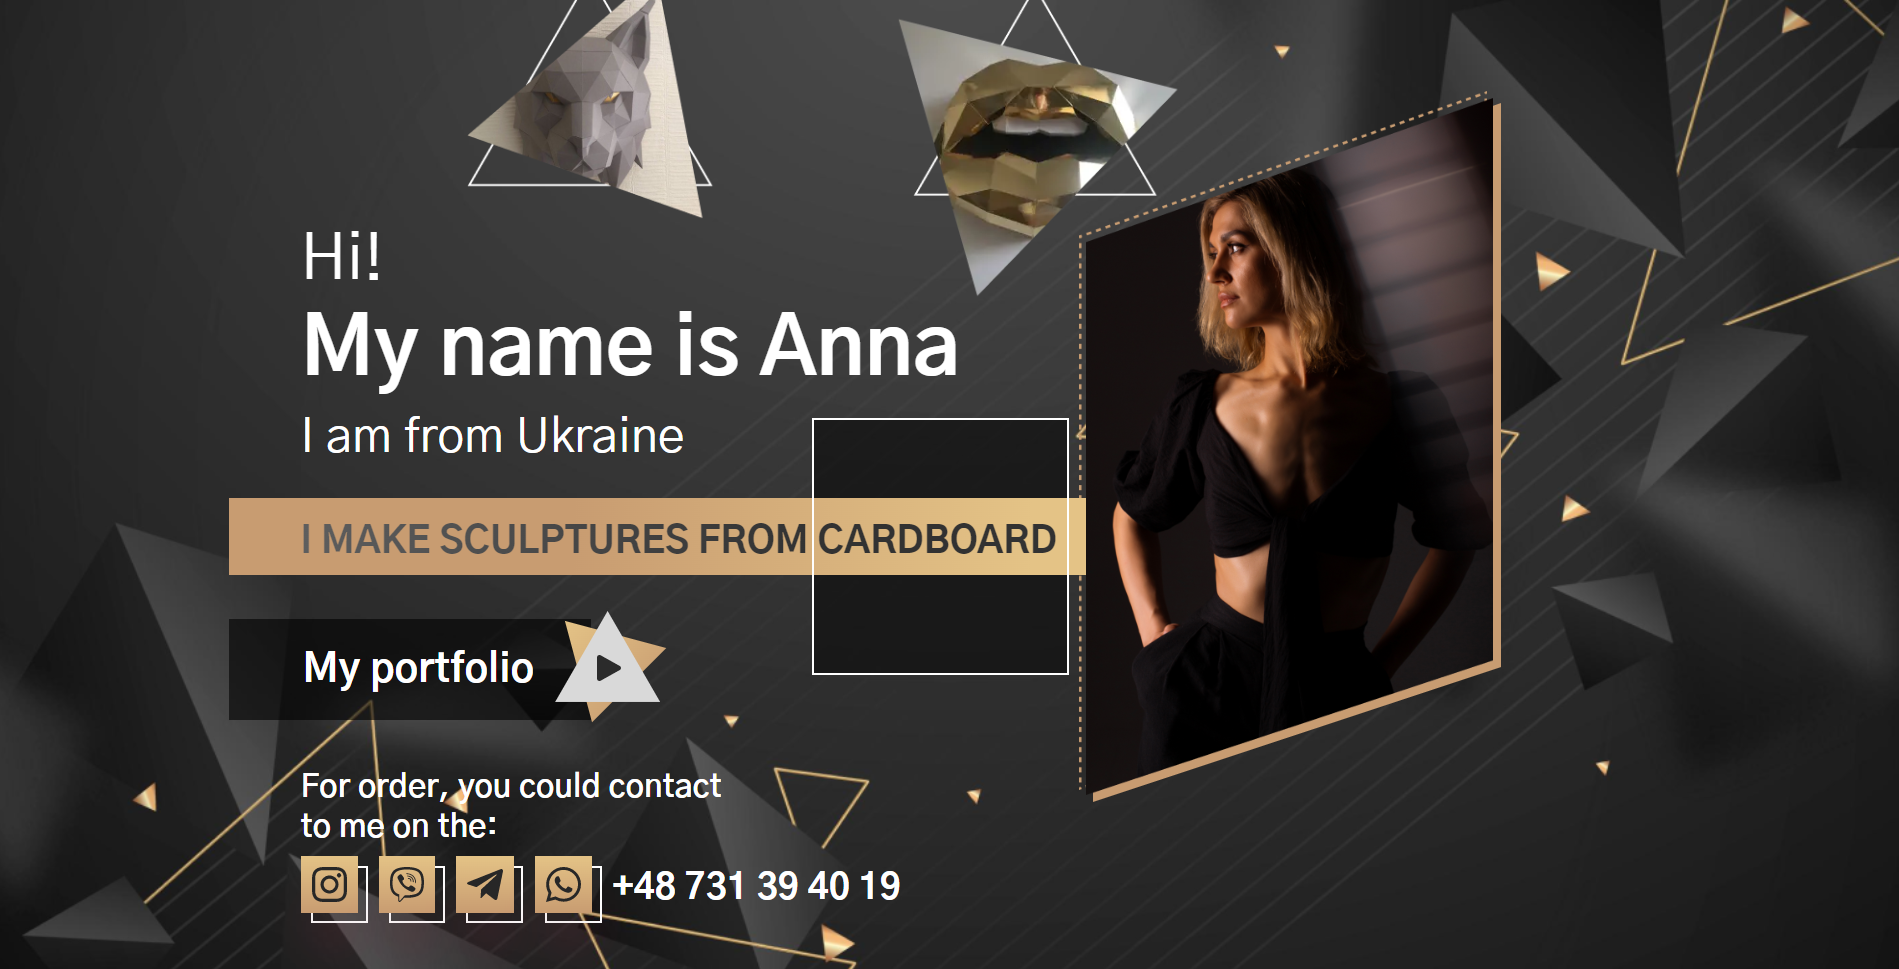 Hi!
My name is Anna
I am from Ukraine
I MAKE SCULPTURES FROM CARDBOARD
My portfolio
For order, you could contact
to me on the:
+48 731 39 40 19